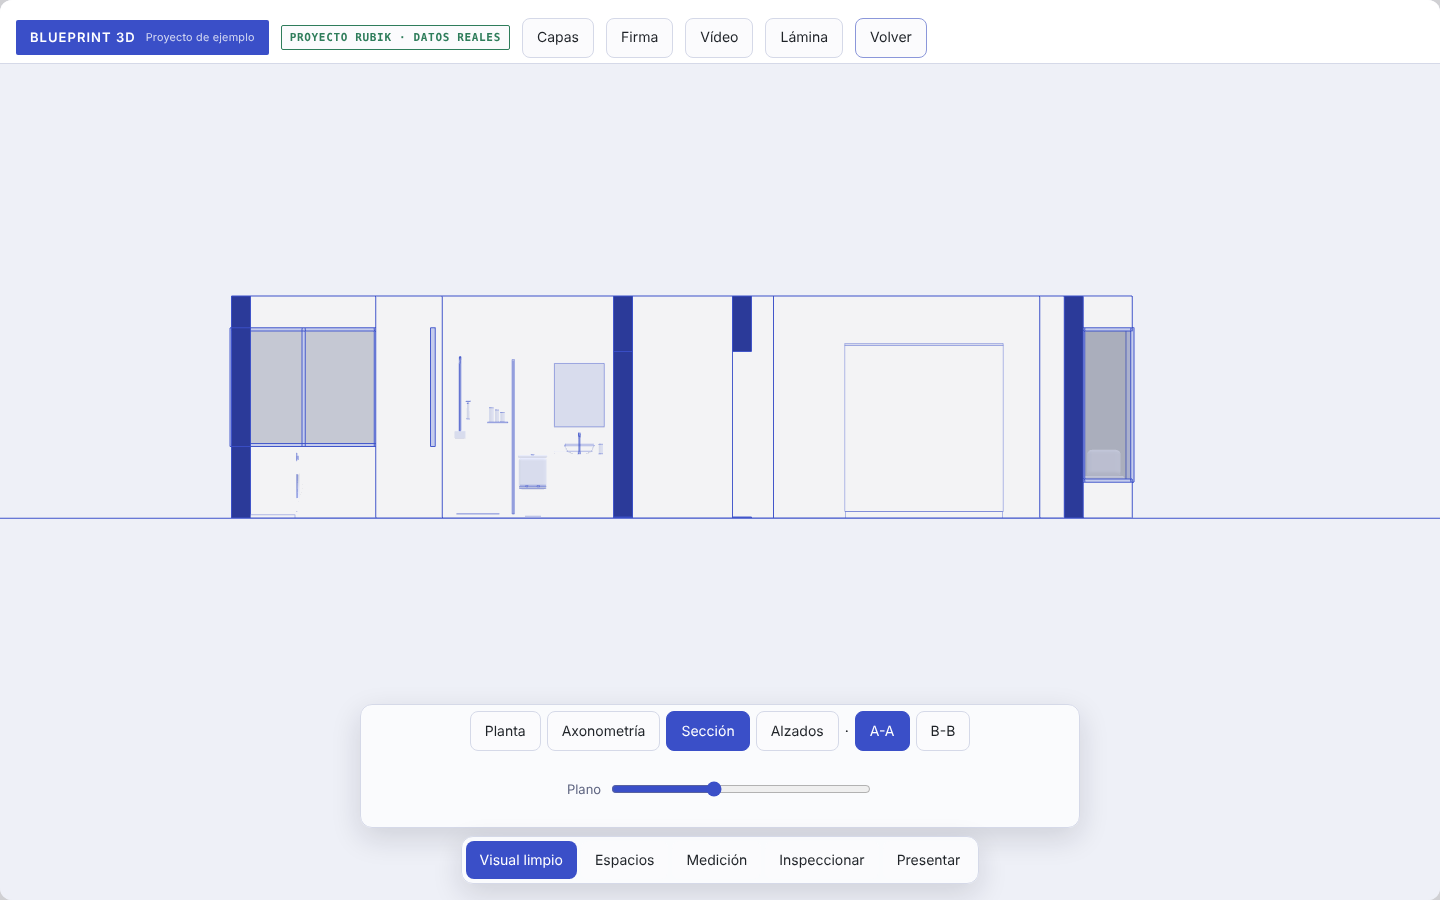 BLUEPRINT 3D Proyecto de ejemplo
PROYECTO RUBIK · DATOS REALES
Capas
Firma
Vídeo
Lámina
Volver
Planta
Axonometría
Sección
Alzados
·
A-A
B-B
Plano
Visual limpio
Espacios
Medición
Inspeccionar
Presentar